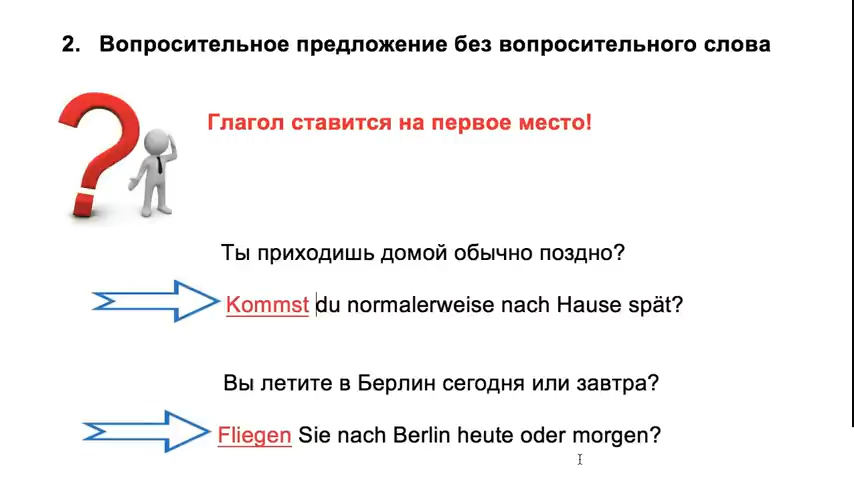 2. Вопросительное предложение без вопросительного слова
Глагол ставится на первое место!
Ты приходишь домой обычно поздно?
Kommst du normalerweise nach Hause spät?
Вы летите в Берлин сегодня или завтра?
Fliegen Sie nach Berlin heute oder morgen?